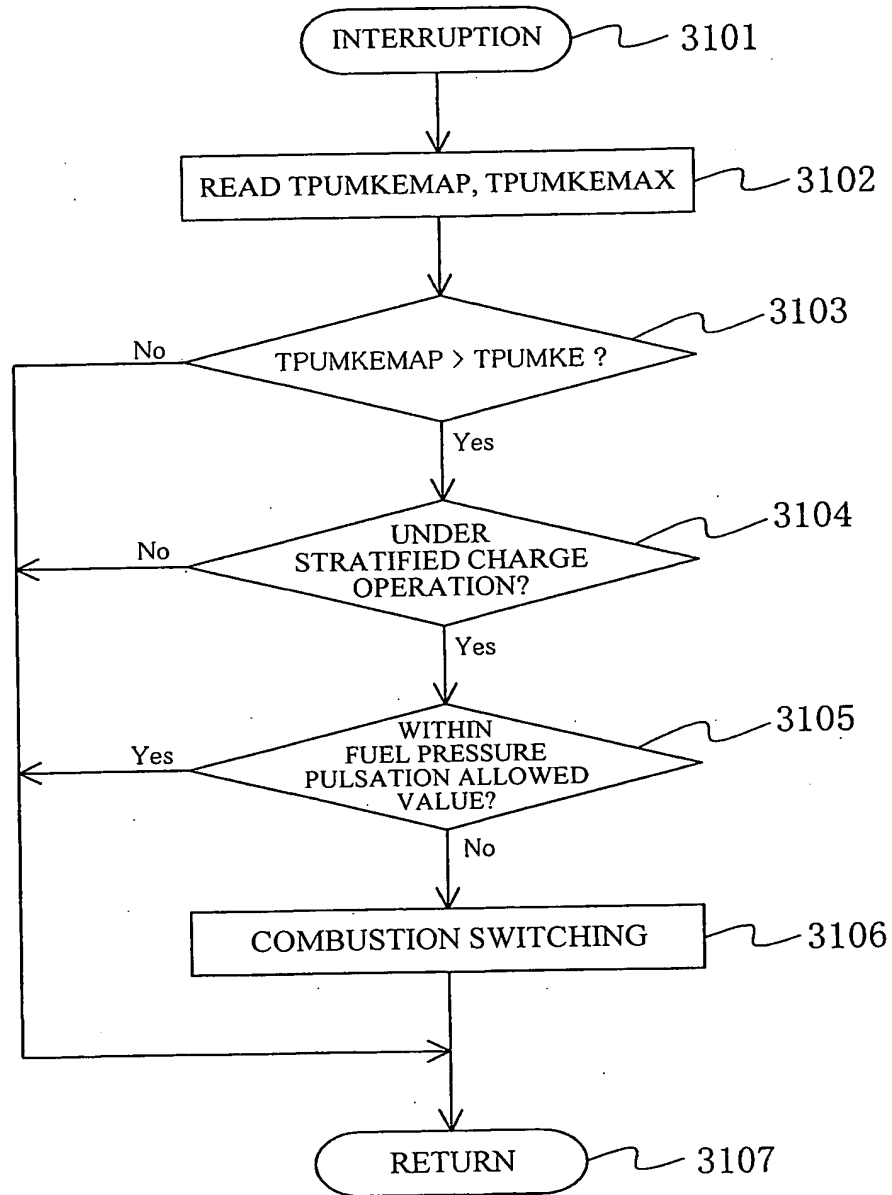 INTERRUPTION
3101
READ TPUMKEMAP, TPUMKEMAX
3102
TPUMKEMAP > TPUMKE ?
3103
No
Yes
UNDER
STRATIFIED CHARGE
OPERATION?
3104
No
Yes
WITHIN
FUEL PRESSURE
PULSATION ALLOWED
VALUE?
3105
Yes
No
COMBUSTION SWITCHING
3106
RETURN
3107